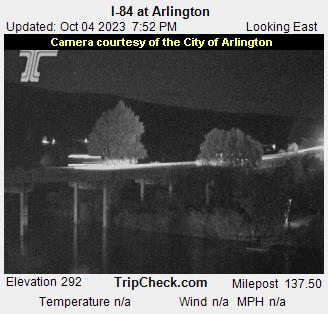 I-84 at Arlington
Updated: Oct 04 2023 7:52 PM Looking East
Camera courtesy of the City of Arlington
Elevation 292 TripCheck.com Milepost 137.50
Temperature n/a Wind n/a MPH n/a